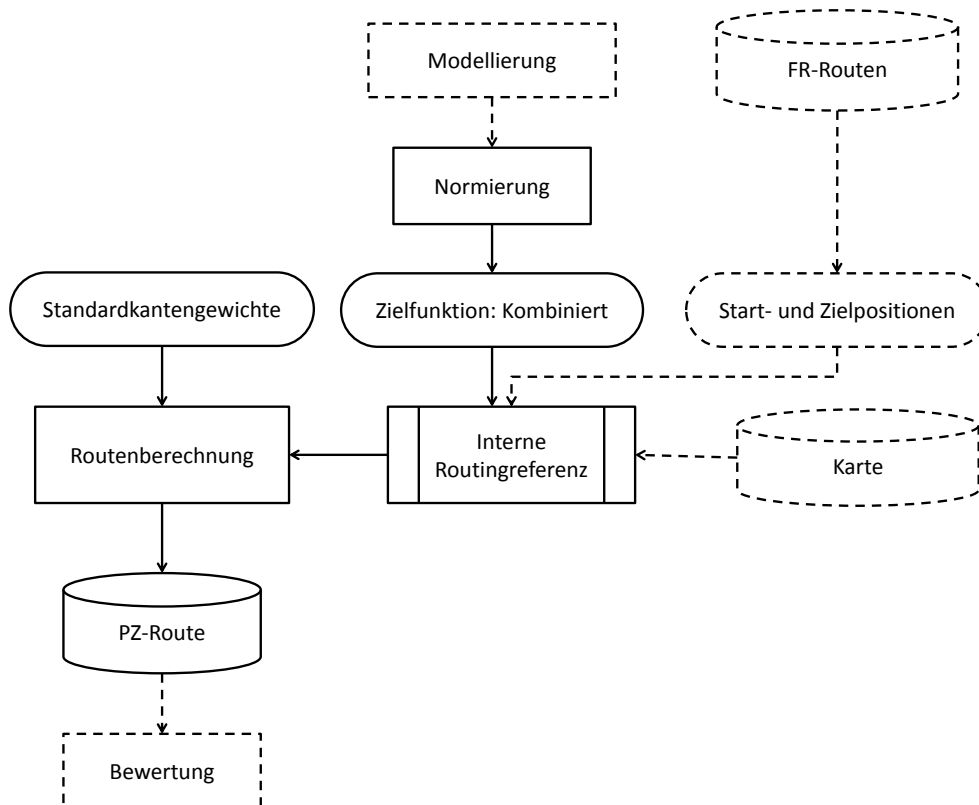 Modellierung
FR-Routen
Normierung
Standardkantengewichte
Zielfunktion: Kombiniert
Start- und Zielpositionen
Routenberechnung
Interne
Routingreferenz
Karte
PZ-Route
Bewertung